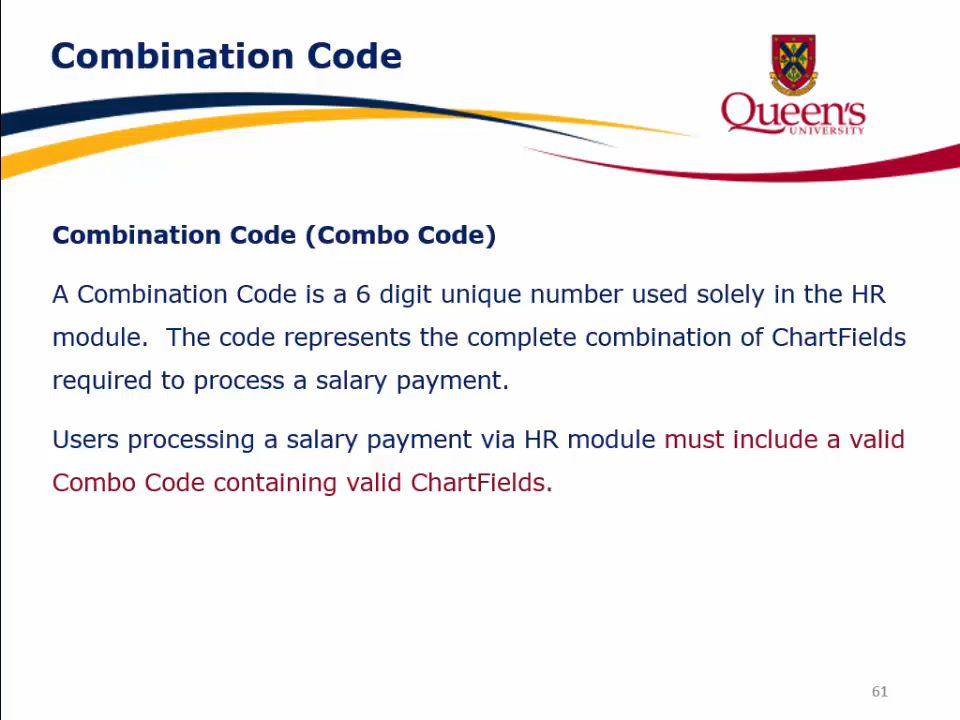 Combination Code
Queen's
UNIVERSITY
Combination Code (Combo Code)
A Combination Code is a 6 digit unique number used solely in the HR
module.  The code represents the complete combination of ChartFields
required to process a salary payment.
Users processing a salary payment via HR module must include a valid
Combo Code containing valid ChartFields.
61